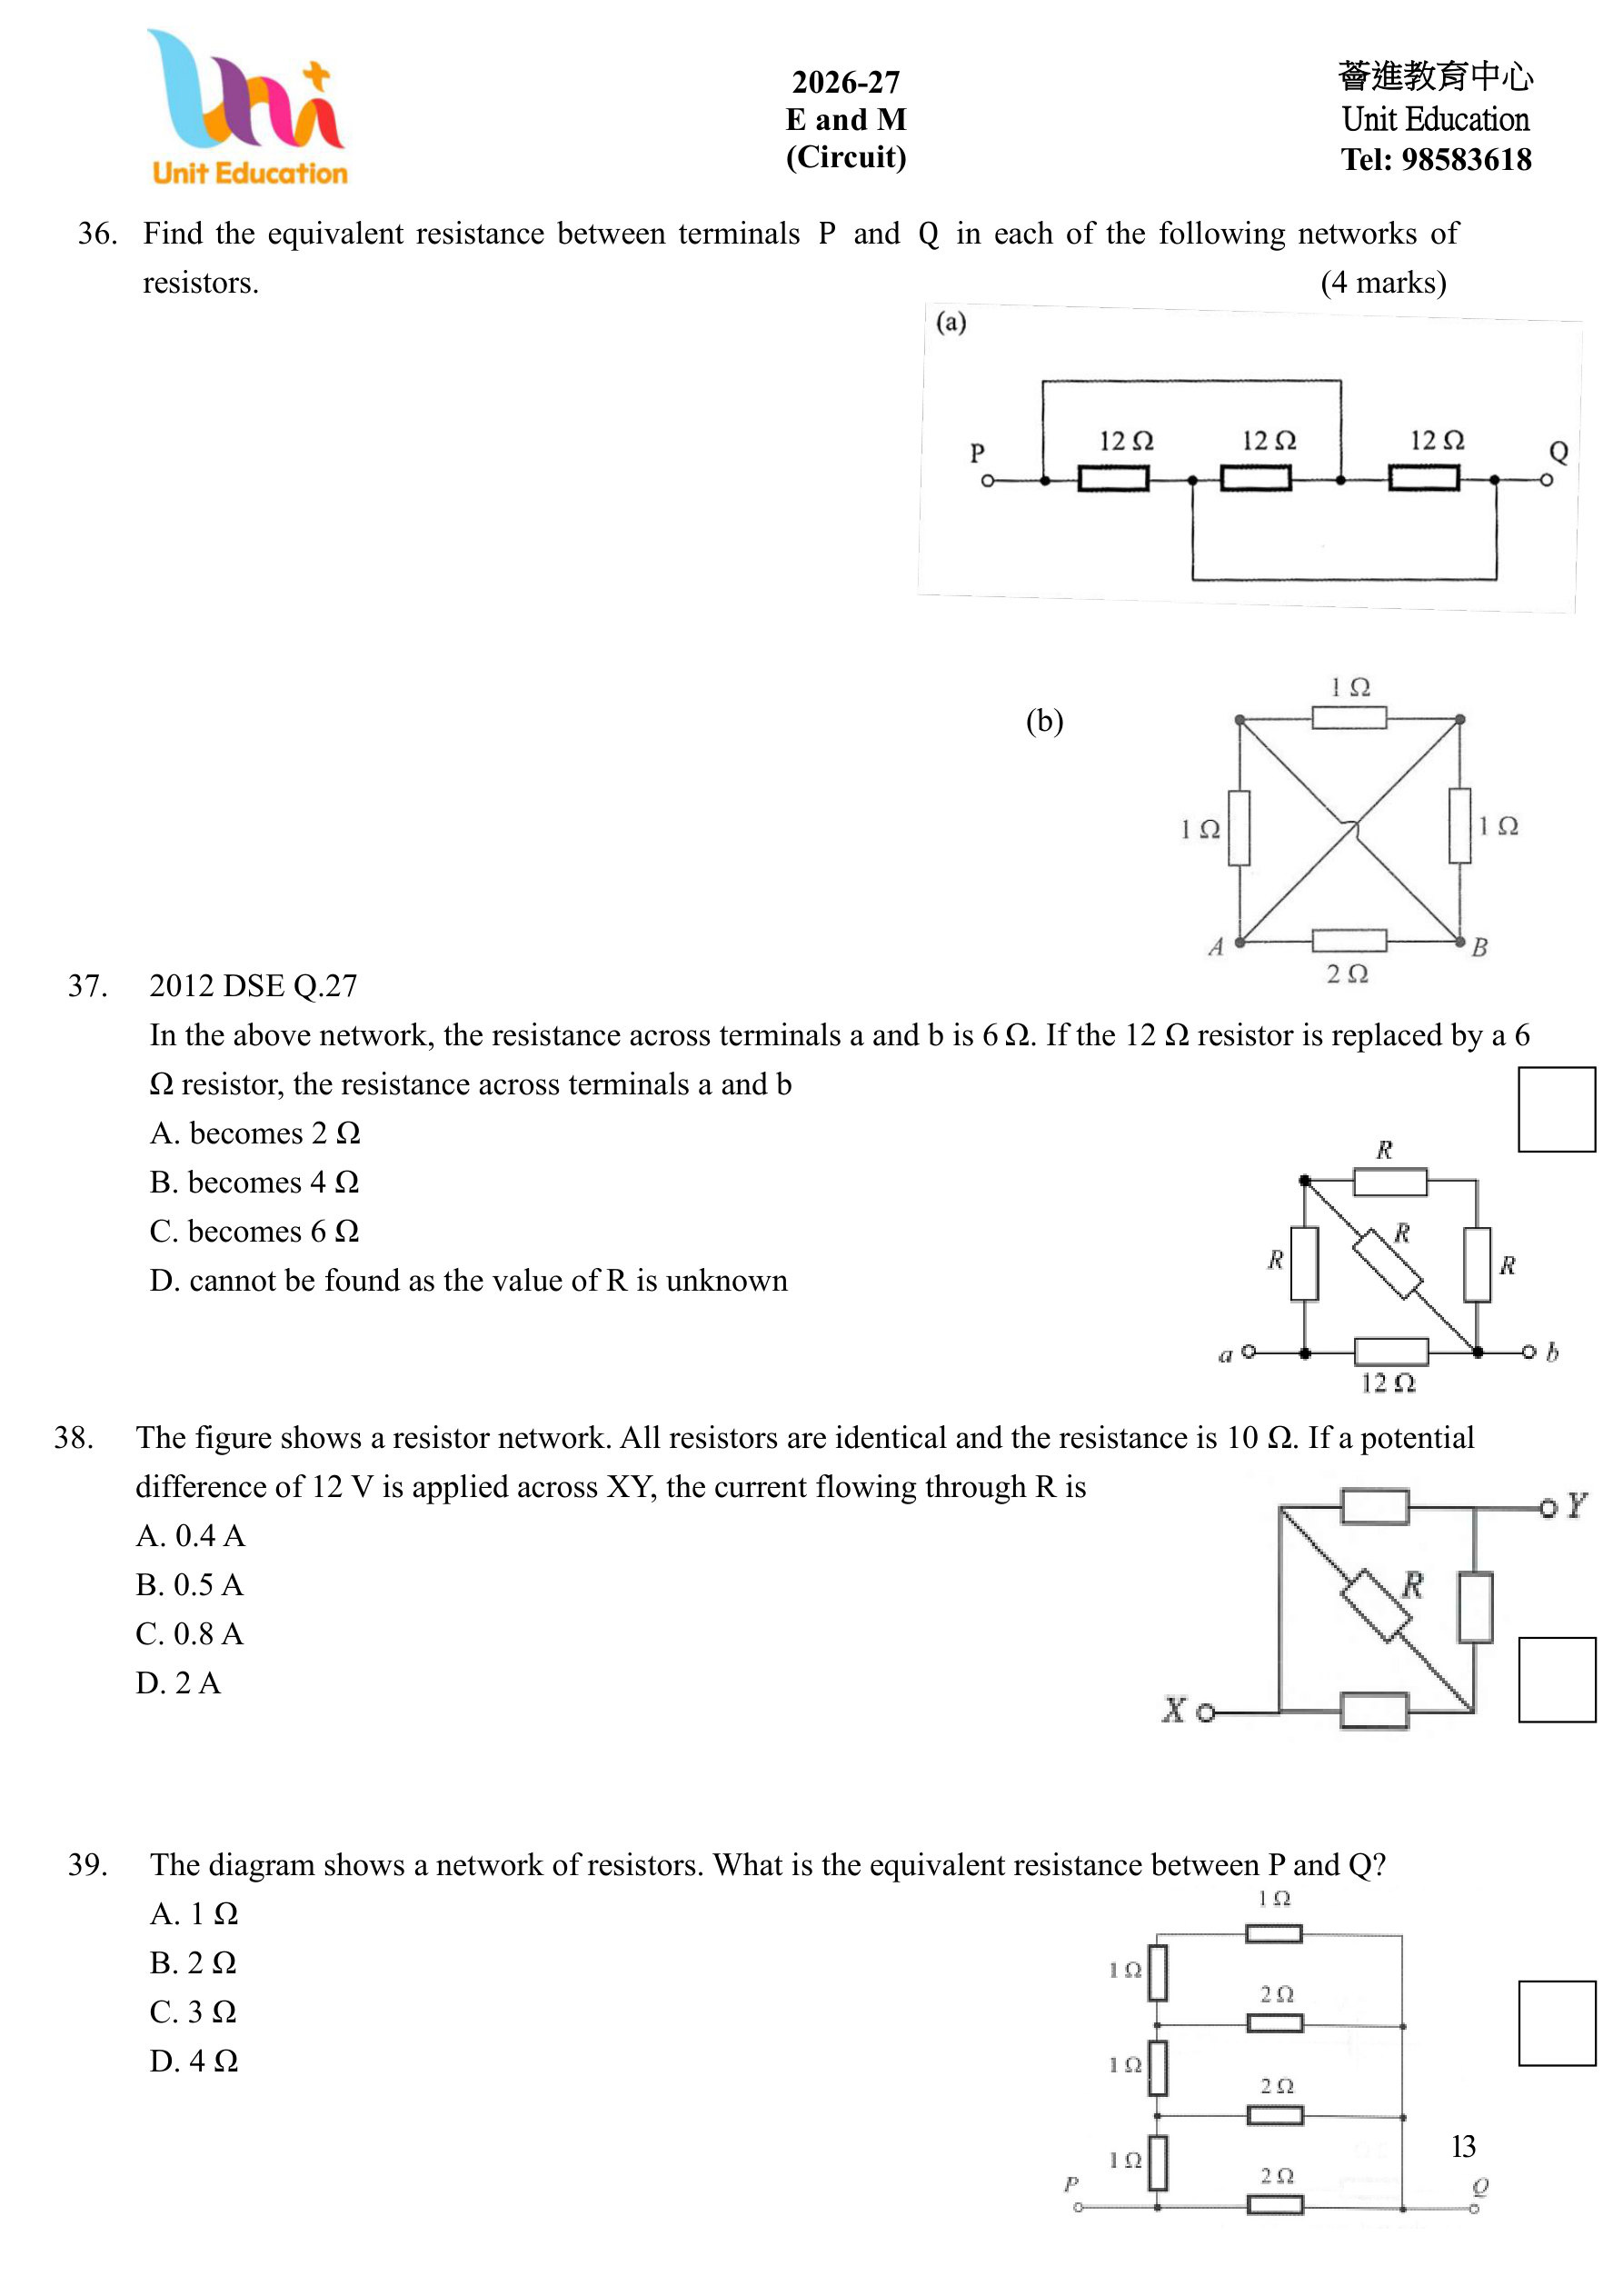 Uni
Unit Education
2026-27
E and M
(Circuit)
薈進教育中心
Unit Education
Tel: 98583618
36. Find the equivalent resistance between terminals P and Q in each of the following networks of
resistors. (4 marks)
(a)
P 12 Ω 12 Ω 12 Ω Q
(b)
1 Ω
1 Ω 1 Ω
A B
2 Ω
37. 2012 DSE Q.27
In the above network, the resistance across terminals a and b is 6 Ω. If the 12 Ω resistor is replaced by a 6
Ω resistor, the resistance across terminals a and b
A. becomes 2 Ω
B. becomes 4 Ω
C. becomes 6 Ω
D. cannot be found as the value of R is unknown
R
R
R R
a b
12 Ω
38. The figure shows a resistor network. All resistors are identical and the resistance is 10 Ω. If a potential
difference of 12 V is applied across XY, the current flowing through R is
A. 0.4 A
B. 0.5 A
C. 0.8 A
D. 2 A
Y
R
X
39. The diagram shows a network of resistors. What is the equivalent resistance between P and Q?
A. 1 Ω
B. 2 Ω
C. 3 Ω
D. 4 Ω
1 Ω
1 Ω
2 Ω
1 Ω
2 Ω
1 Ω
2 Ω
P Q
13